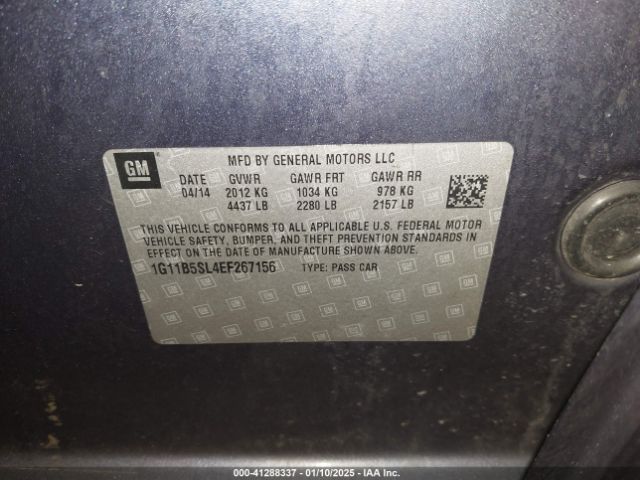 GM
MFD BY GENERAL MOTORS LLC
DATE GVWR GAWR FRT GAWR RR
04/14 2012 KG 1034 KG 978 KG
4437 LB 2280 LB 2157 LB
THIS VEHICLE CONFORMS TO ALL APPLICABLE U.S. FEDERAL MOTOR
VEHICLE SAFETY, BUMPER, AND THEFT PREVENTION STANDARDS IN
EFFECT ON THE DATE OF MANUFACTURE SHOWN ABOVE.
1G11B5SL4EF267156 TYPE: PASS CAR
000-41288337 - 01/10/2025 - IAA Inc.